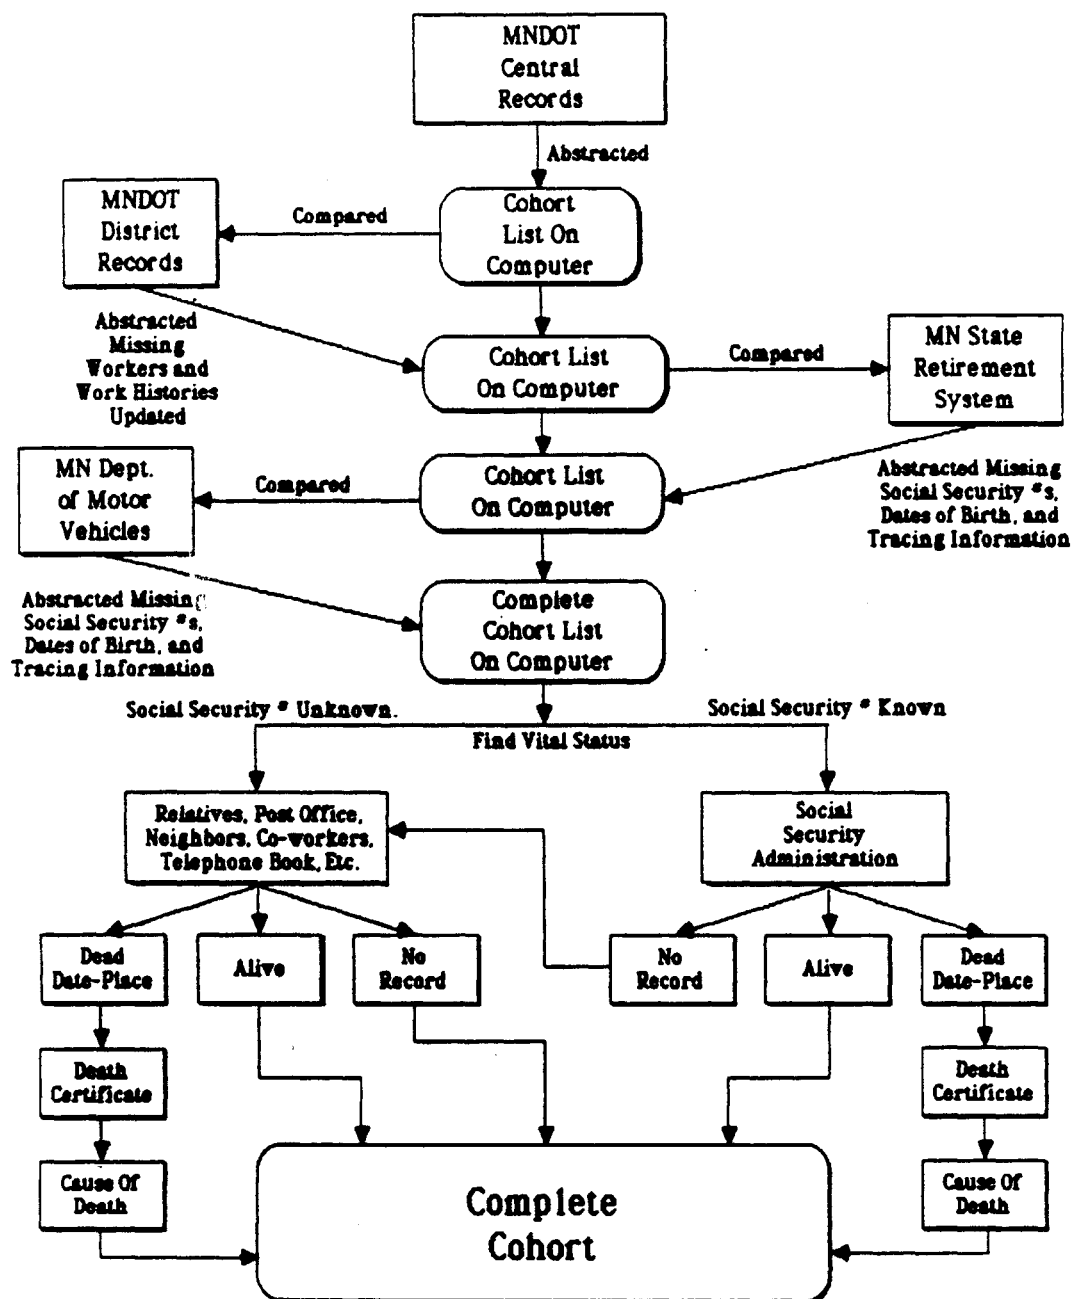 MNDOT
Central
Records
Abstracted
MNDOT
District
Records
Compared
Cohort
List On
Computer
Abstracted
Missing
Workers and
Work Histories
Updated
Cohort List
On Computer
Compared
MN State
Retirement
System
MN Dept.
of Motor
Vehicles
Compared
Cohort List
On Computer
Abstracted Missing
Social Security #s,
Dates of Birth, and
Tracing Information
Abstracted Missing
Social Security #s,
Dates of Birth, and
Tracing Information
Complete
Cohort List
On Computer
Social Security # Unknown.
Social Security # Known
Find Vital Status
Relatives, Post Office,
Neighbors, Co-workers,
Telephone Book, Etc.
Social
Security
Administration
Dead
Date-Place
Alive
No
Record
No
Record
Alive
Dead
Date-Place
Death
Certificate
Death
Certificate
Cause Of
Death
Cause Of
Death
Complete
Cohort